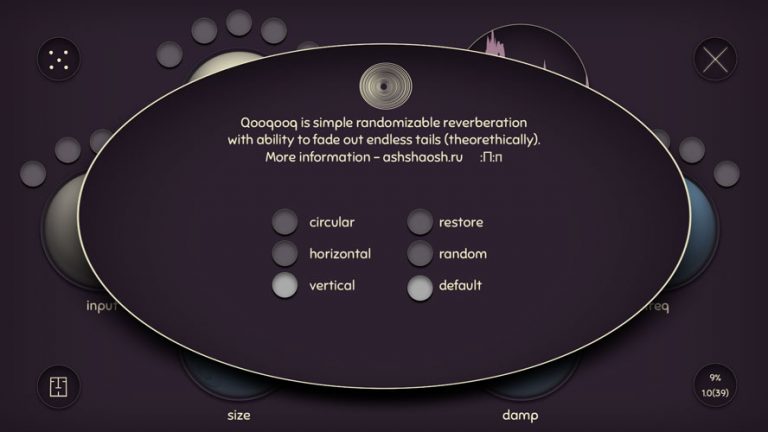 Qooqooq is simple randomizable reverberation
with ability to fade out endless tails (theorethically).
More information - ashshaosh.ru :П:п
circular
restore
horizontal
random
vertical
default
input
req
size
damp
9%
1.0(39)